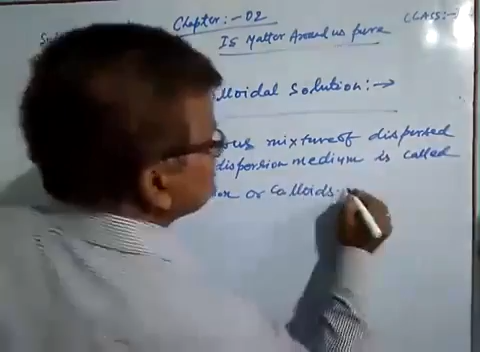 Chapter:- 02 CLASS:-
Is Matter Around us pure
lloidal Solution:→
ous mixture of dispersed
dispersion medium is called
or Colloids.